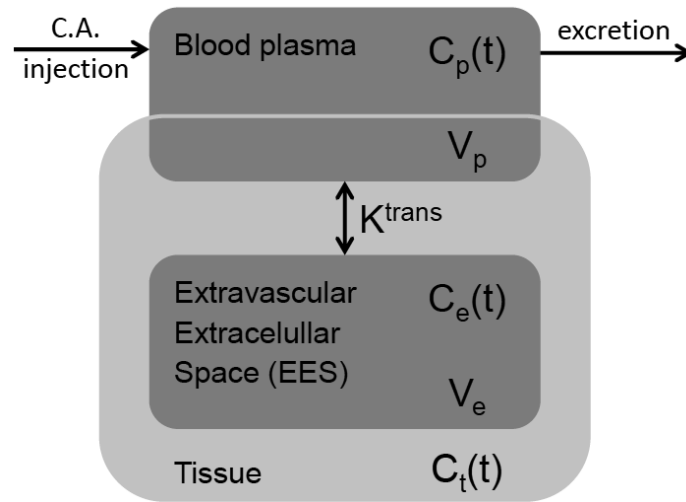 C.A.
injection
Blood plasma
Cp(t)
excretion
Vp
Ktrans
Extravascular
Extracelullar
Space (EES)
Ce(t)
Ve
Tissue
Ct(t)